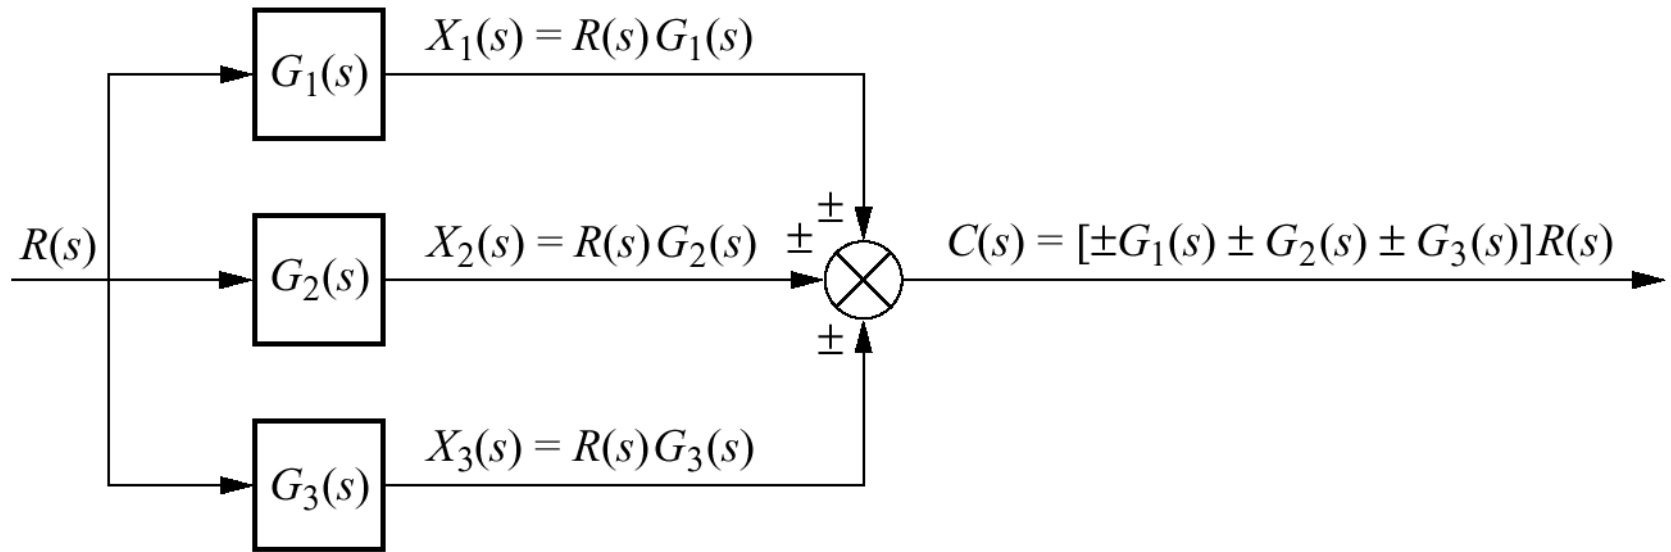 X₁(s) = R(s)G₁(s)
G₁(s)
±
R(s)
X₂(s) = R(s)G₂(s)
±
C(s) = [±G₁(s) ± G₂(s) ± G₃(s)]R(s)
G₂(s)
±
X₃(s) = R(s)G₃(s)
G₃(s)